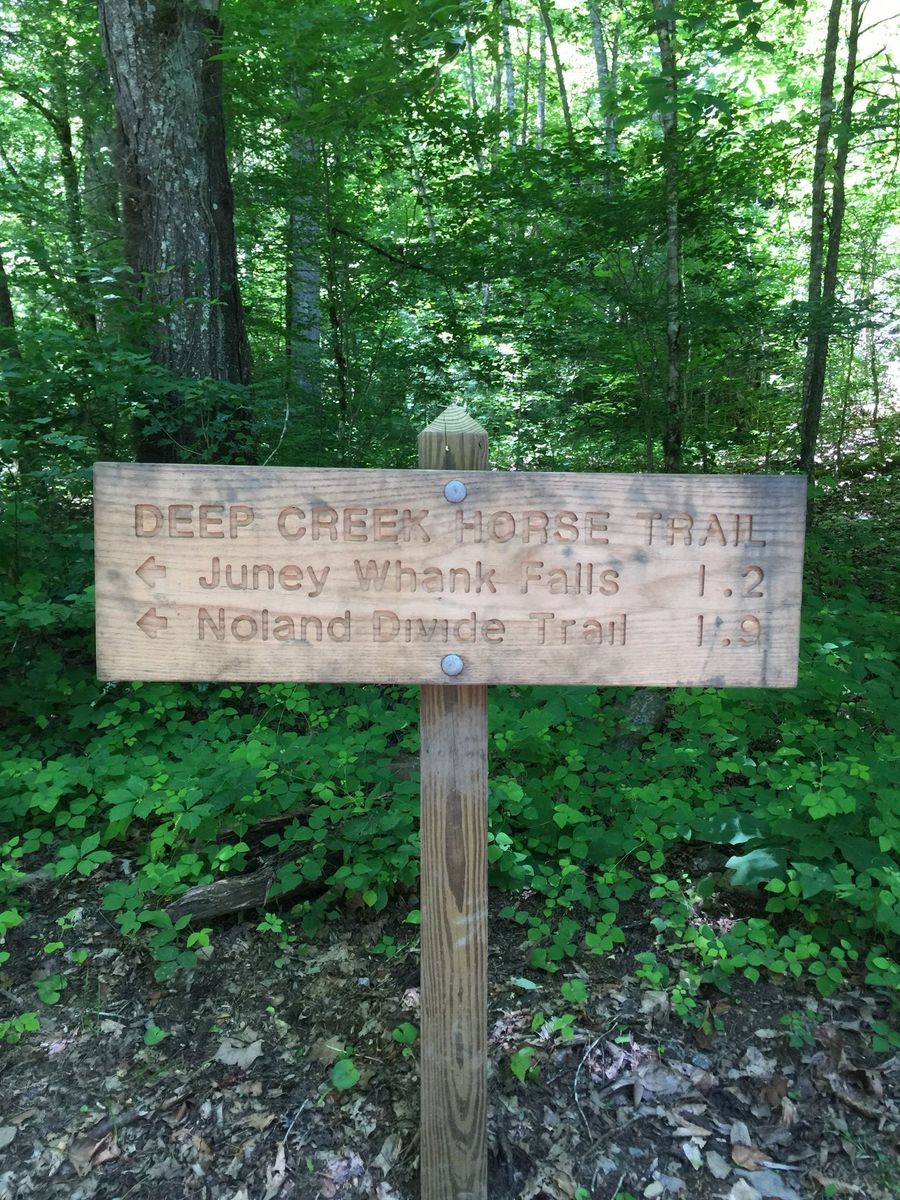 DEEP CREEK HORSE TRAIL
← Juney Whank Falls 1.2
← Noland Divide Trail 1.9